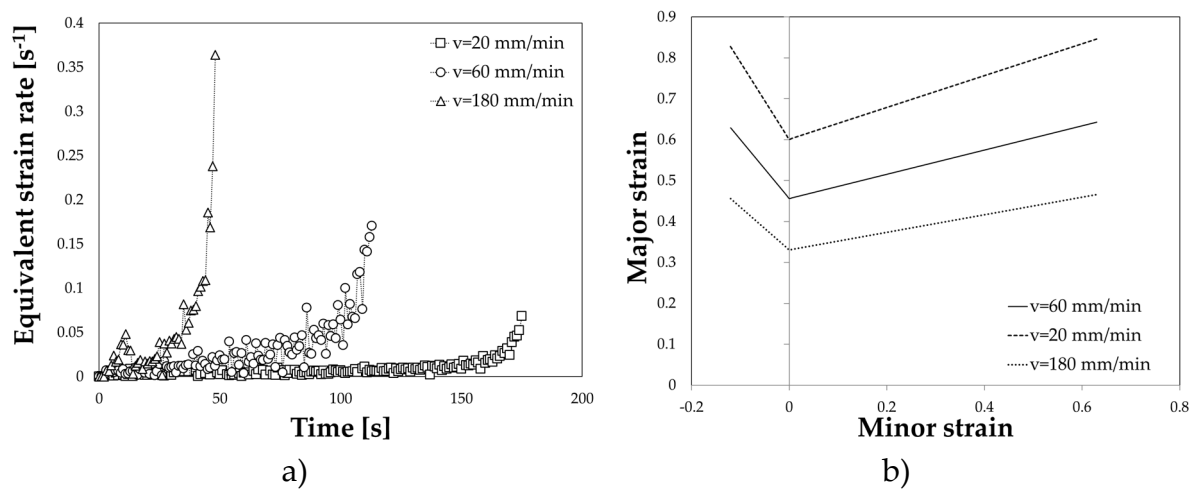 Equivalent strain rate [s-1]
0.4
0.35
0.3
0.25
0.2
0.15
0.1
0.05
0
v=20 mm/min
v=60 mm/min
v=180 mm/min
0
50
100
150
200
Time [s]
a)
Major strain
0.9
0.8
0.7
0.6
0.5
0.4
0.3
0.2
0.1
0
v=60 mm/min
v=20 mm/min
v=180 mm/min
-0.2
0
0.2
0.4
0.6
0.8
Minor strain
b)